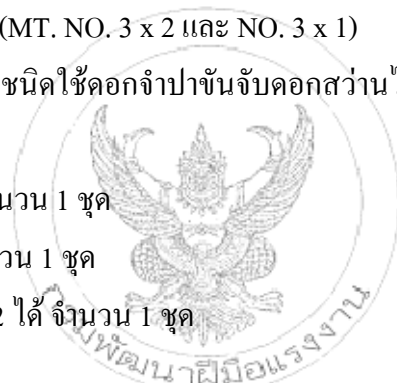 (MT. NO. 3 x 2 และ NO. 3 x 1)
ชนิดใช้ดอกจำปาขันจับดอกสว่าน
นวน 1 ชุด
วน 1 ชุด
2 ได้ จำนวน 1 ชุด
กรมพัฒนาฝีมือแรงงาน